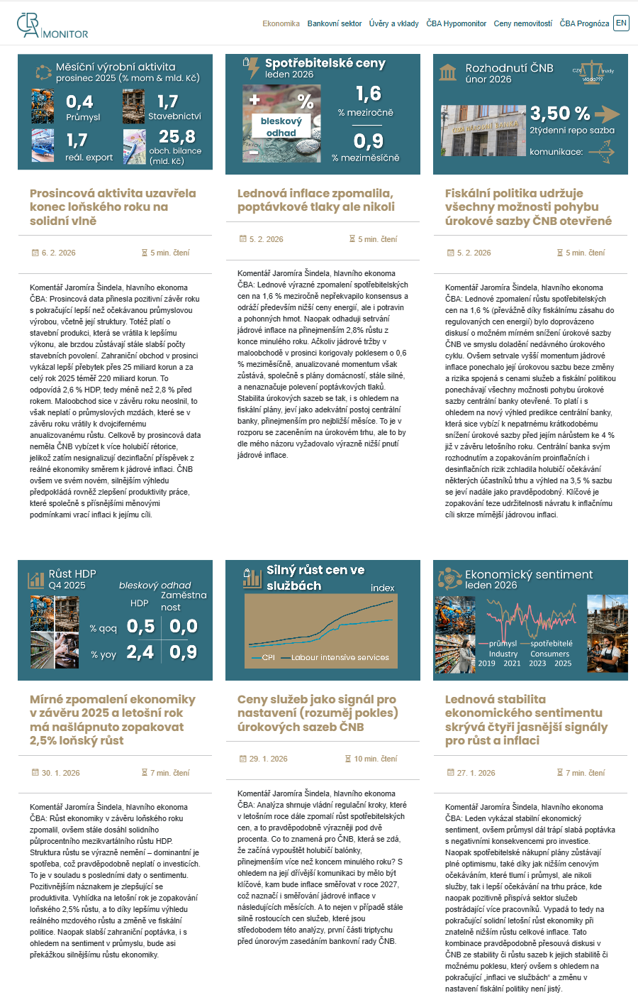 ČBA MONITOR
Ekonomika Bankovní sektor Úvěry a vklady ČBA Hypomonitor Ceny nemovitostí ČBA Prognóza EN
Měsíční výrobní aktivita
prosinec 2025 (% mom & mld. Kč)
0,4
Průmysl
1,7
Stavebnictví
1,7
reál. export
25,8
obch. bilance
(mld. Kč)
Prosincová aktivita uzavřela
konec loňského roku na
solidní vlně
6. 2. 2026 5 min. čtení
Komentář Jaromíra Šindela, hlavního ekonoma
ČBA: Prosincová data přinesla pozitivní závěr roku
s pokračující lepší než očekávanou průmyslovou
výrobou, včetně její struktury. Totéž platí o
stavební produkci, která se vrátila k lepšímu
výkonu, ale brzdou zůstávají stále slabší počty
stavebních povolení. Zahraniční obchod v prosinci
vykázal lepší přebytek přes 25 miliard korun a za
celý rok 2025 téměř 220 miliard korun. To
odpovídá 2,6 % HDP, tedy méně než 2,8 % před
rokem. Maloobchod sice v závěru roku neoslnil, to
však neplatí o průmyslových mzdách, které se v
závěru roku vrátily k dvojcifernému
anualizovanému růstu. Celkově by prosincová data
neměla ČNB vybízet k více holubičí rétorice,
jelikož zatím nesignalizují dezinflační příspěvek z
reálné ekonomiky směrem k jádrové inflaci. ČNB
ovšem ve svém novém, silnějším výhledu
předpokládá rovněž zlepšení produktivity práce,
které společně s přísnějšími měnovými
podmínkami vrací inflaci k jejímu cíli.
Spotřebitelské ceny
leden 2026
+ %
bleskový
odhad
−
1,6
% meziročně
0,9
% meziměsíčně
Lednová inflace zpomalila,
poptávkové tlaky ale nikoli
5. 2. 2026 5 min. čtení
Komentář Jaromíra Šindela, hlavního ekonoma
ČBA: Lednové výrazné zpomalení spotřebitelských
cen na 1,6 % meziročně nepřekvapilo konsensus a
odráží především nižší ceny energií, ale i potravin
a pohonných hmot. Naopak odhaduji setrvání
jádrové inflace na přinejmenším 2,8% růstu z
konce minulého roku. Ačkoliv jádrové tržby v
maloobchodě v prosinci korigovaly poklesem o 0,6
% meziměsíčně, anualizované momentum však
zůstává, společně s plány domácností, stále silné,
a nenaznačuje polevení poptávkových tlaků.
Stabilita úrokových sazeb se tak, i s ohledem na
fiskální plány, jeví jako adekvátní postoj centrální
banky, přinejmenším pro nejbližší měsíce. To je v
rozporu se zaceněním na úrokovém trhu, ale to by
dle mého názoru vyžadovalo výrazně nižší pnutí
jádrové inflace.
Rozhodnutí ČNB
únor 2026
CZK mzdy
vláda???
ČESKÁ NÁRODNÍ BANKA
3,50 %
2týdenní repo sazba
komunikace:
Fiskální politika udržuje
všechny možnosti pohybu
úrokové sazby ČNB otevřené
5. 2. 2026 5 min. čtení
Komentář Jaromíra Šindela, hlavního ekonoma
ČBA: Lednové zpomalení růstu spotřebitelských
cen na 1,6 % (převážně díky fiskálnímu zásahu do
regulovaných cen energií) bylo doprovázeno
diskusí o možném mírném snížení úrokové sazby
ČNB ve smyslu doladění nedávného úrokového
cyklu. Ovšem setrvale vyšší momentum jádrové
inflace ponechalo její úrokovou sazbu beze změny
a rizika spojená s cenami služeb a fiskální politikou
ponechávají všechny možnosti pohybu úrokové
sazby centrální banky otevřené. To platí i s
ohledem na nový výhled predikce centrální banky,
která sice vybízí k nepatrnému krátkodobému
snížení úrokové sazby před jejím nárůstem ke 4 %
již v závěru letošního roku. Centrální banka svým
rozhodnutím a zopakováním proinflačních i
desinflačních rizik zchladila holubičí očekávání
některých účastníků trhu a výhled na 3,5 % sazbu
se jeví nadále jako pravděpodobný. Klíčové je
zopakování teze udržitelnosti návratu k inflačnímu
cíli skrze mírnější jádrovou inflaci.
Růst HDP
Q4 2025
bleskový odhad
HDP Zaměstna
nost
% qoq 0,5 0,0
% yoy 2,4 0,9
Mírné zpomalení ekonomiky
v závěru 2025 a letošní rok
má našlápnuto zopakovat
2,5% loňský růst
30. 1. 2026 7 min. čtení
Komentář Jaromíra Šindela, hlavního ekonoma
ČBA: Růst ekonomiky v závěru loňského roku
zpomalil, ovšem stále dosáhl solidního
půlprocentního mezikvartálního růstu HDP.
Struktura růstu se výrazně nemění – dominantní je
spotřeba, což pravděpodobně neplatí o investicích.
To je v souladu s posledními daty o sentimentu.
Pozitivnějším náznakem je zlepšující se
produktivita. Vyhlídka na letošní rok je zopakování
loňského 2,5% růstu, a to díky lepšímu výhledu
reálného mzdového růstu a změně ve fiskální
politice. Naopak slabší zahraniční poptávka, i s
ohledem na sentiment v průmyslu, bude asi
překážkou silnějšímu růstu ekonomiky.
Silný růst cen ve
službách
index
CPI Labour intensive services
Ceny služeb jako signál pro
nastavení (rozuměj pokles)
úrokových sazeb ČNB
29. 1. 2026 10 min. čtení
Komentář Jaromíra Šindela, hlavního ekonoma
ČBA: Analýza shrnuje vládní regulační kroky, které
v letošním roce dále zpomalí růst spotřebitelských
cen, a to pravděpodobně výrazněji pod dvě
procenta. Co to znamená pro ČNB, která se zdá,
že začíná vypouštět holubičí balónky,
přinejmenším více než koncem minulého roku? S
ohledem na její dřívější komunikaci by mělo být
klíčové, kam bude inflace směřovat v roce 2027,
což naznačí i směřování jádrové inflace v
následujících měsících. A to nejen v případě stále
silně rostoucích cen služeb, které jsou
středobodem této analýzy, první části triptychu
před únorovým zasedáním bankovní rady ČNB.
Ekonomický sentiment
leden 2026
průmysl spotřebitelé
Industry Consumers
2019 2021 2023 2025
Lednová stabilita
ekonomického sentimentu
skrývá čtyři jasnější signály
pro růst a inflaci
27. 1. 2026 7 min. čtení
Komentář Jaromíra Šindela, hlavního ekonoma
ČBA: Leden vykázal stabilní ekonomický
sentiment, ovšem průmysl dál trápí slabá poptávka
s negativními konsekvencemi pro investice.
Naopak spotřebitelské nákupní plány zůstávají
plné optimismu, také díky jak nižším cenovým
očekáváním, které tlumí i průmysl, ale nikoli
služby, tak i lepší očekávání na trhu práce, kde
naopak pozitivně přispívá sektor služeb
postrádající více pracovníků. Vypadá to tedy na
pokračující solidní letošní růst ekonomiky při
znatelně nižším růstu celkové inflace. Tato
kombinace pravděpodobně přesouvá diskusi v
ČNB ze stability či růstu sazeb k jejich stabilitě či
možnému poklesu, který ovšem s ohledem na
pokračující „inflaci ve službách“ a změnu v
nastavení fiskální politiky není jistý.